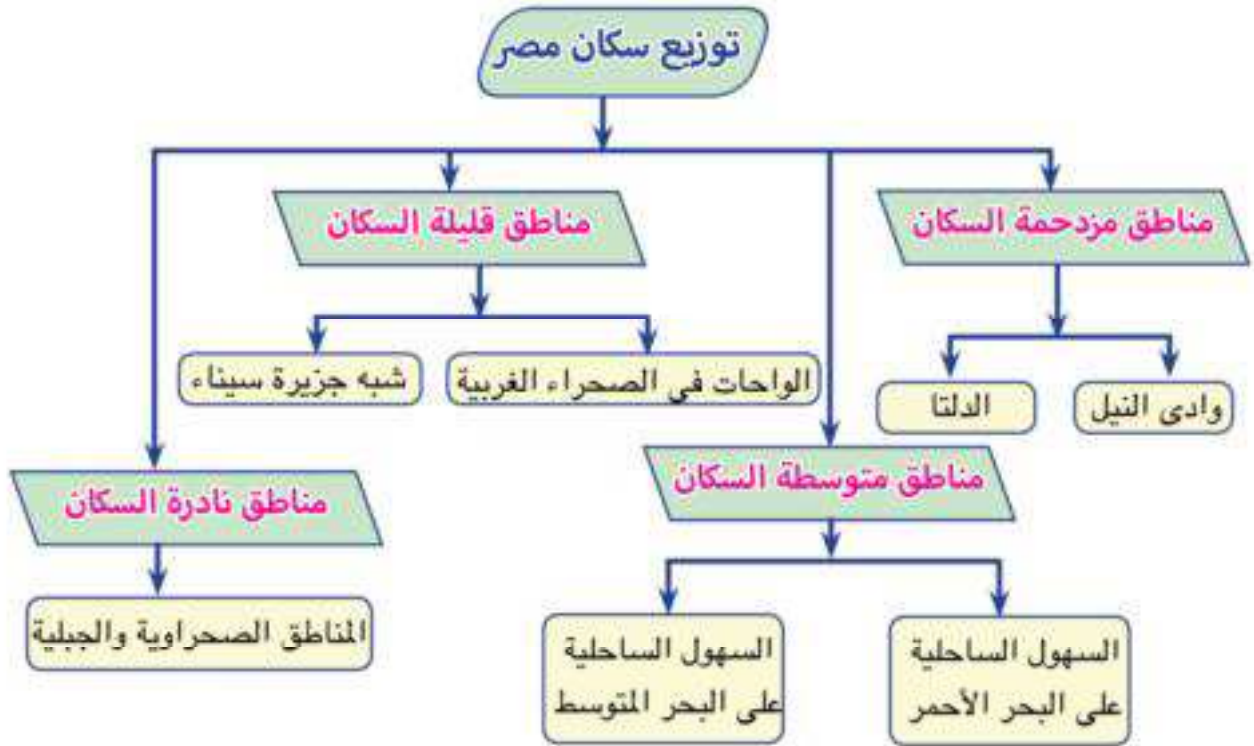 توزيع سكان مصر
مناطق مزدحمة السكان
وادى النيل
الدلتا
مناطق متوسطة السكان
السهول الساحلية
على البحر الأحمر
السهول الساحلية
على البحر المتوسط
مناطق قليلة السكان
الواحات فى الصحراء الغربية
شبه جزيرة سيناء
مناطق نادرة السكان
المناطق الصحراوية والجبلية